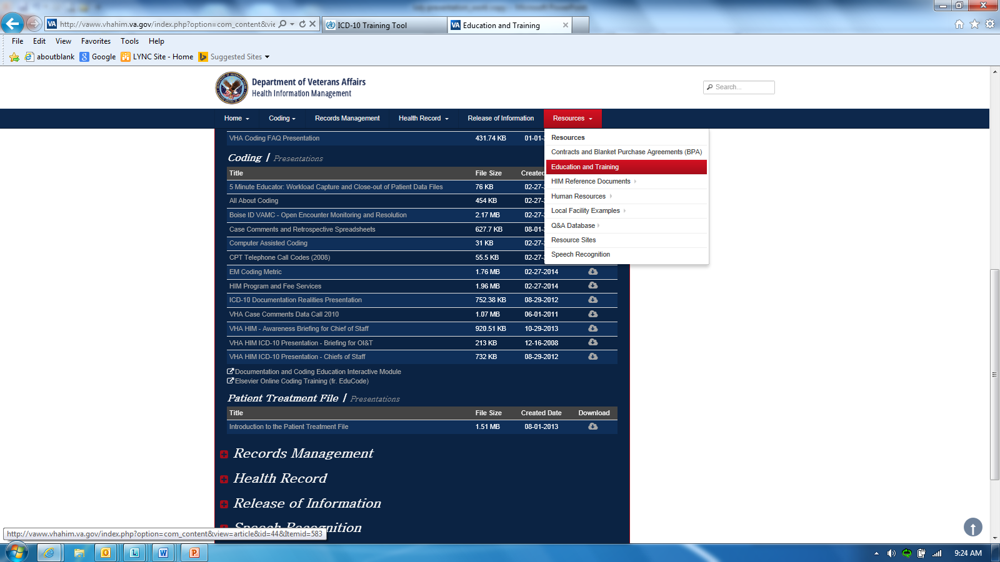 http://vaww.vhahim.va.gov/index.php?option=com_content&vie
ICD-10 Training Tool
VA Education and Training
File Edit View Favorites Tools Help
aboutblank Google LYNC Site - Home Suggested Sites
Department of Veterans Affairs
Health Information Management
Search...
Home Coding Records Management Health Record Release of Information Resources
VHA Coding FAQ Presentation 431.74 KB 01-01-
Coding / Presentations
Title File Size Created
5 Minute Educator: Workload Capture and Close-out of Patient Data Files 76 KB 02-27-
All About Coding 454 KB 02-27-
Boise ID VAMC - Open Encounter Monitoring and Resolution 2.17 MB 02-27-
Case Comments and Retrospective Spreadsheets 627.7 KB 08-01-
Computer Assisted Coding 31 KB 02-27-
CPT Telephone Call Codes (2008) 55.5 KB 02-27-
EM Coding Metric 1.76 MB 02-27-2014
HIM Program and Fee Services 1.96 MB 02-27-2014
ICD-10 Documentation Realities Presentation 752.38 KB 08-29-2012
VHA Case Comments Data Call 2010 1.07 MB 06-01-2011
VHA HIM - Awareness Briefing for Chief of Staff 920.51 KB 10-29-2013
VHA HIM ICD-10 Presentation - Briefing for OI&T 213 KB 12-16-2008
VHA HIM ICD-10 Presentation - Chiefs of Staff 732 KB 08-29-2012
Documentation and Coding Education Interactive Module
Elsevier Online Coding Training (fr. EduCode)
Patient Treatment File / Presentations
Title File Size Created Date Download
Introduction to the Patient Treatment File 1.51 MB 08-01-2013
Records Management
Health Record
Release of Information
Speech Recognition
Resources
Contracts and Blanket Purchase Agreements (BPA)
Education and Training
HIM Reference Documents
Human Resources
Local Facility Examples
Q&A Database
Resource Sites
Speech Recognition
http://vaww.vhahim.va.gov/index.php?option=com_content&view=article&id=44&Itemid=583
9:24 AM